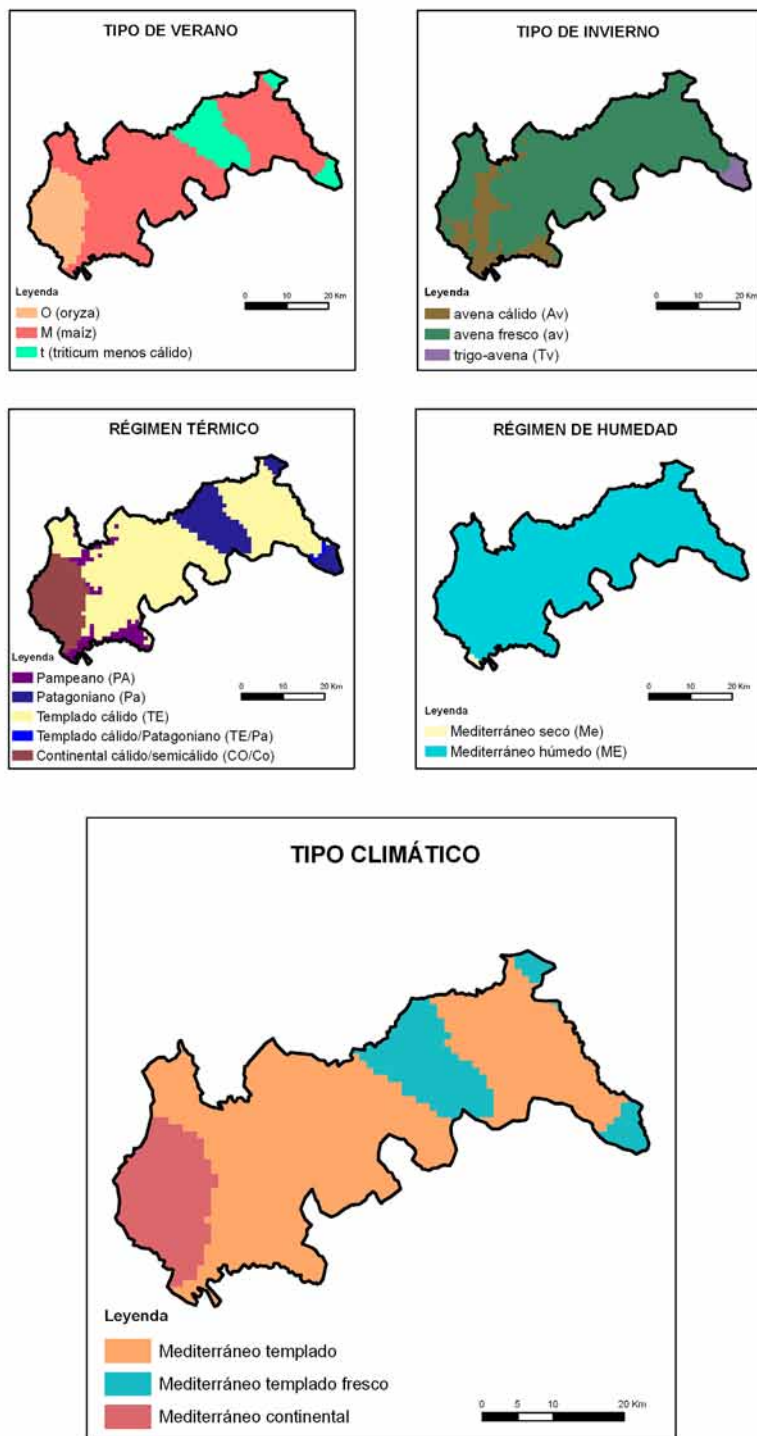 TIPO DE VERANO
Leyenda
0 10 20 Km
O (oryza)
M (maíz)
t (triticum menos cálido)
TIPO DE INVIERNO
Leyenda
0 10 20 Km
avena cálido (Av)
avena fresco (av)
trigo-avena (Tv)
RÉGIMEN TÉRMICO
Leyenda
0 10 20 Km
Pampeano (PA)
Patagoniano (Pa)
Templado cálido (TE)
Templado cálido/Patagoniano (TE/Pa)
Continental cálido/semicálido (CO/Co)
RÉGIMEN DE HUMEDAD
0 10 20 Km
Leyenda
Mediterráneo seco (Me)
Mediterráneo húmedo (ME)
TIPO CLIMÁTICO
Leyenda
Mediterráneo templado
Mediterráneo templado fresco
Mediterráneo continental
0 5 10 20 Km